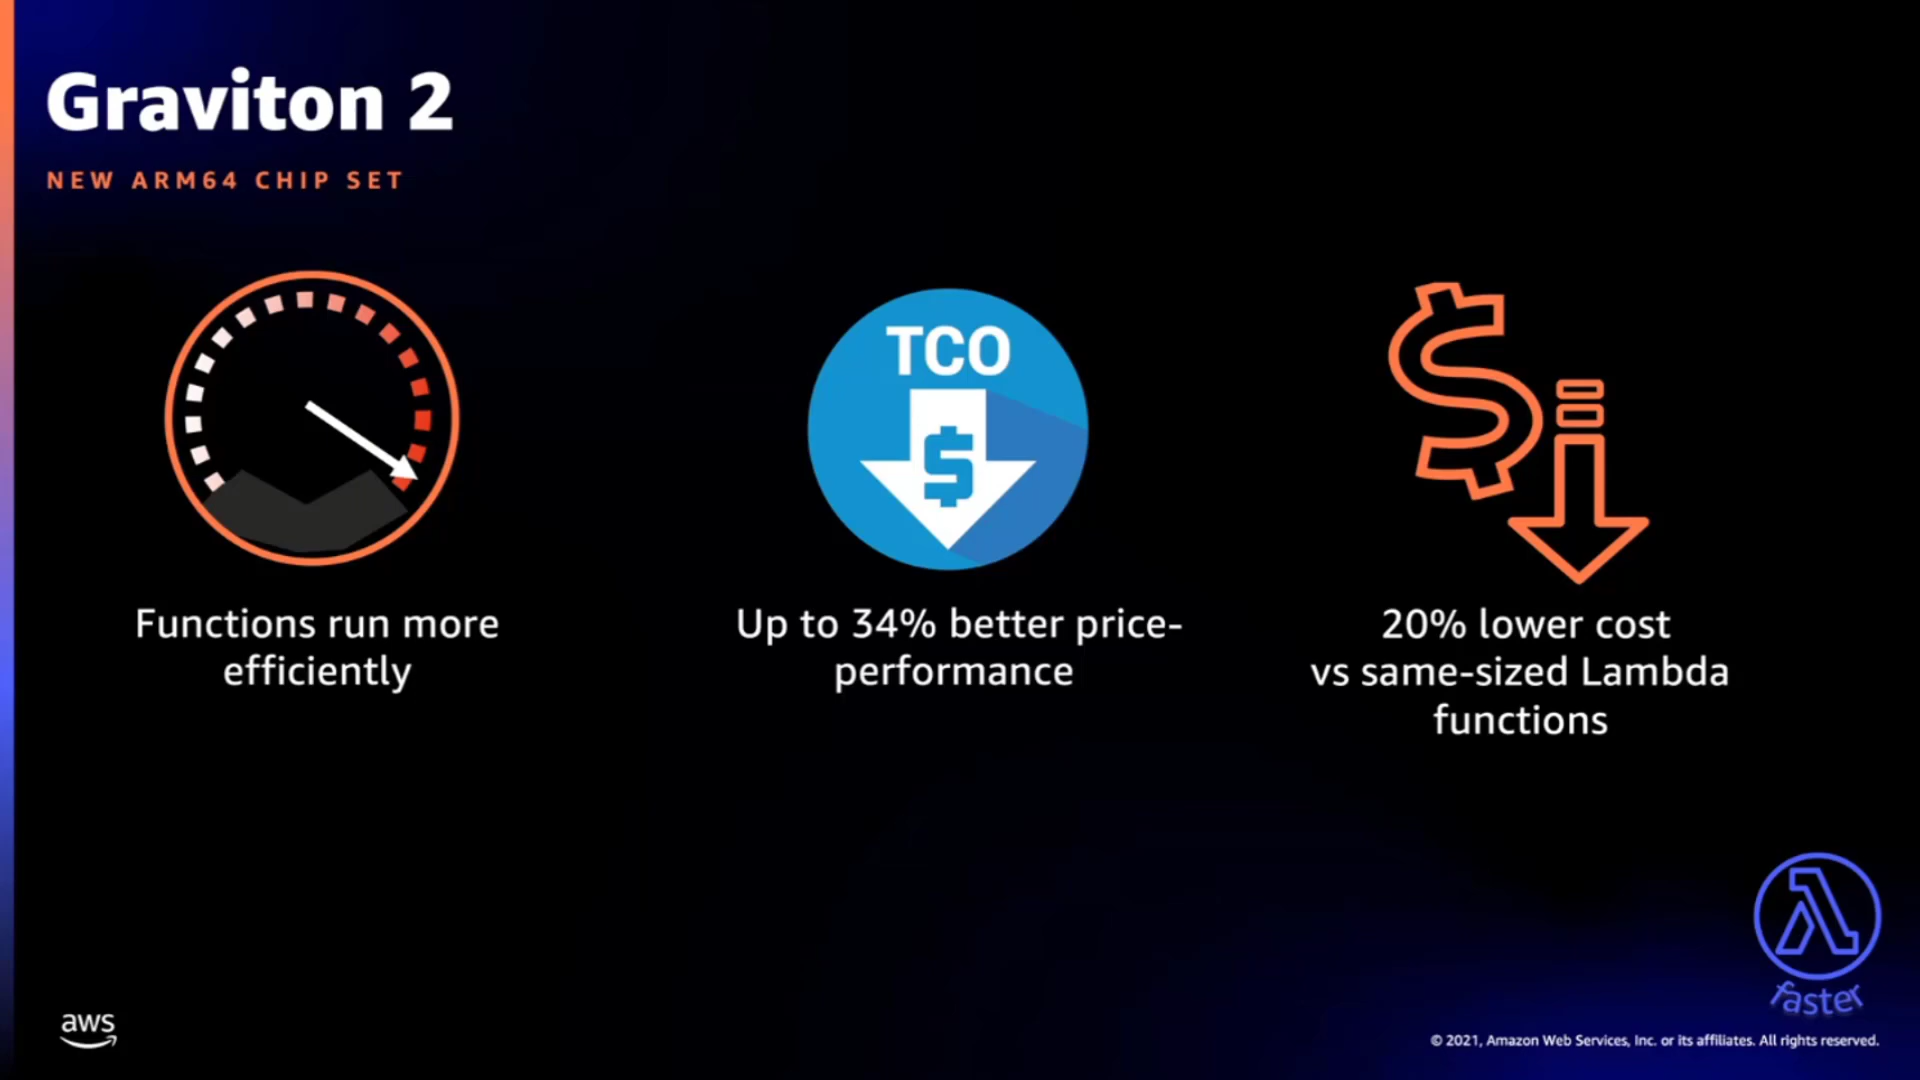 Graviton 2
NEW ARM64 CHIP SET
Functions run more
efficiently
TCO
$
Up to 34% better price-
performance
$
20% lower cost
vs same-sized Lambda
functions
λ
faster
aws
© 2021, Amazon Web Services, Inc. or its affiliates. All rights reserved.